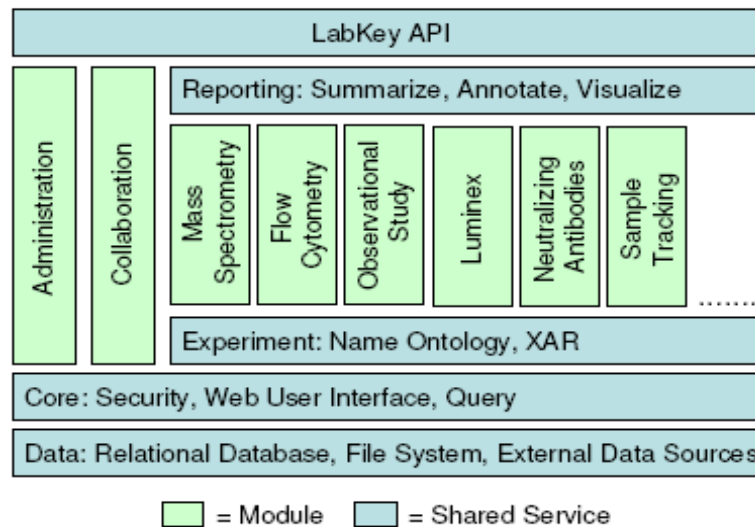 LabKey API
Administration
Collaboration
Reporting: Summarize, Annotate, Visualize
Mass
Spectrometry
Flow
Cytometry
Observational
Study
Luminex
Neutralizing
Antibodies
Sample
Tracking
........
Experiment: Name Ontology, XAR
Core: Security, Web User Interface, Query
Data: Relational Database, File System, External Data Sources
= Module
= Shared Service